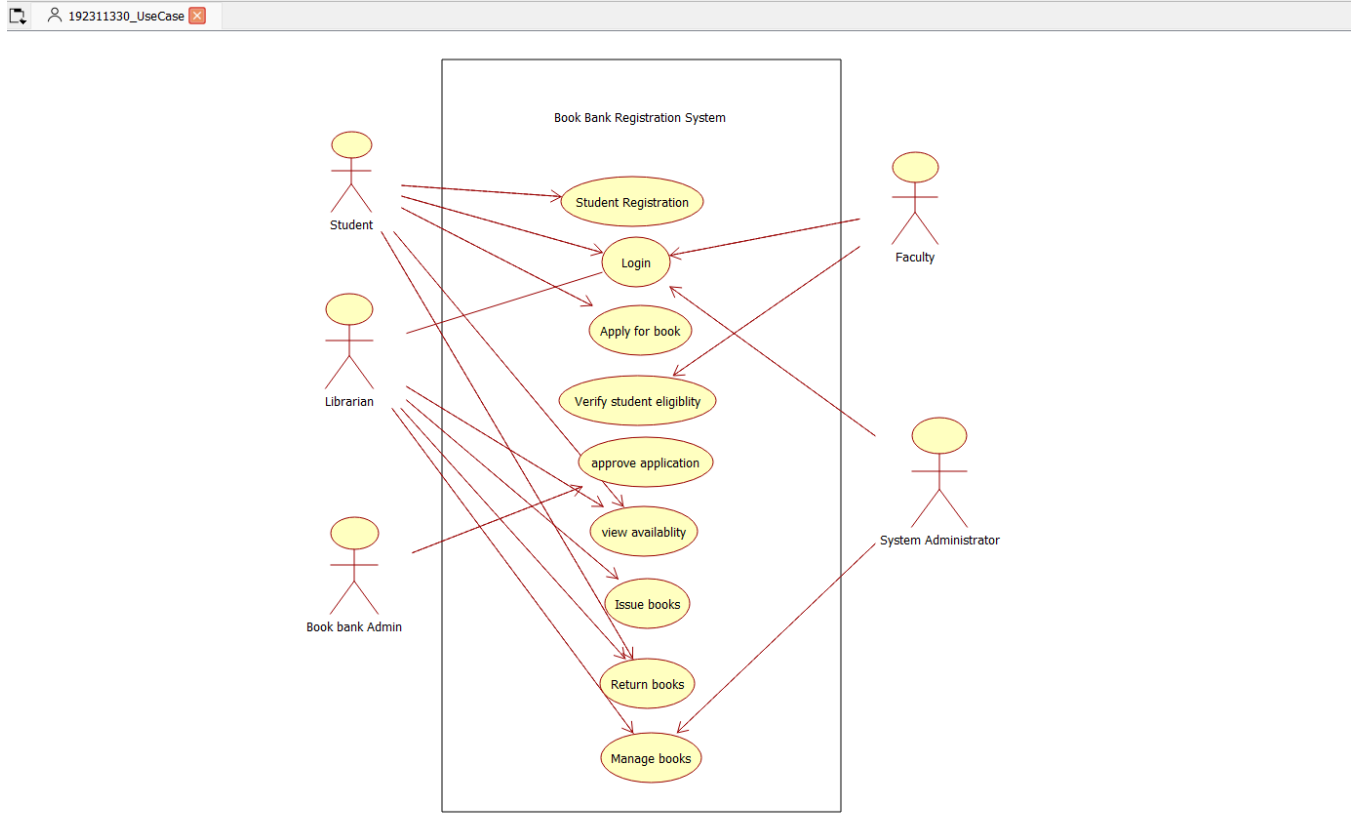 192311330_UseCase
Book Bank Registration System
Student
Student Registration
Faculty
Login
Librarian
Apply for book
Verify student eligiblity
approve application
System Administrator
view availablity
Book bank Admin
Issue books
Return books
Manage books